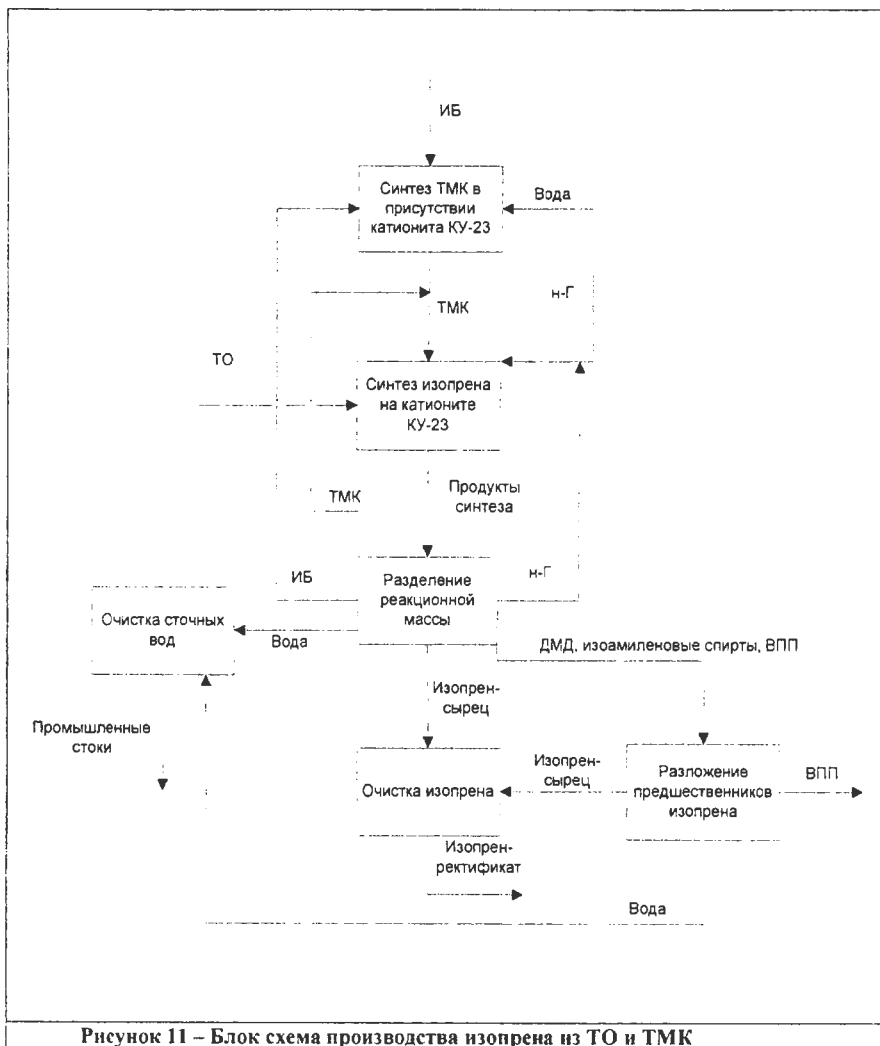 ИБ
Синтез ТМК в
присутствии
катионита КУ-23
Вода
н-Г
ТМК
ТО
Синтез изопрена
на катионите
КУ-23
ТМК
Продукты
синтеза
ИБ
Разделение
реакционной
массы
н-Г
Очистка сточных
вод
Вода
ДМД, изоамиленовые спирты, ВПП
Изопрен-
сырец
Промышленные
стоки
Очистка изопрена
Изопрен-
сырец
Разложение
предшественников
изопрена
ВПП
Изопрен-
ректификат
Вода
Рисунок 11 – Блок схема производства изопрена из ТО и ТМК